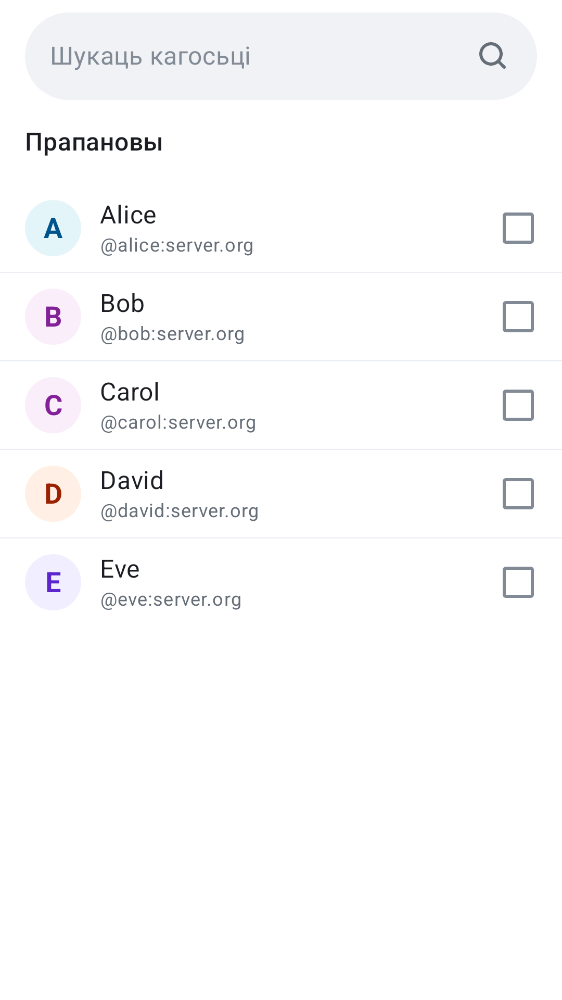 Шукаць кагосьці
Прапановы
A
Alice
@alice:server.org
B
Bob
@bob:server.org
C
Carol
@carol:server.org
D
David
@david:server.org
E
Eve
@eve:server.org